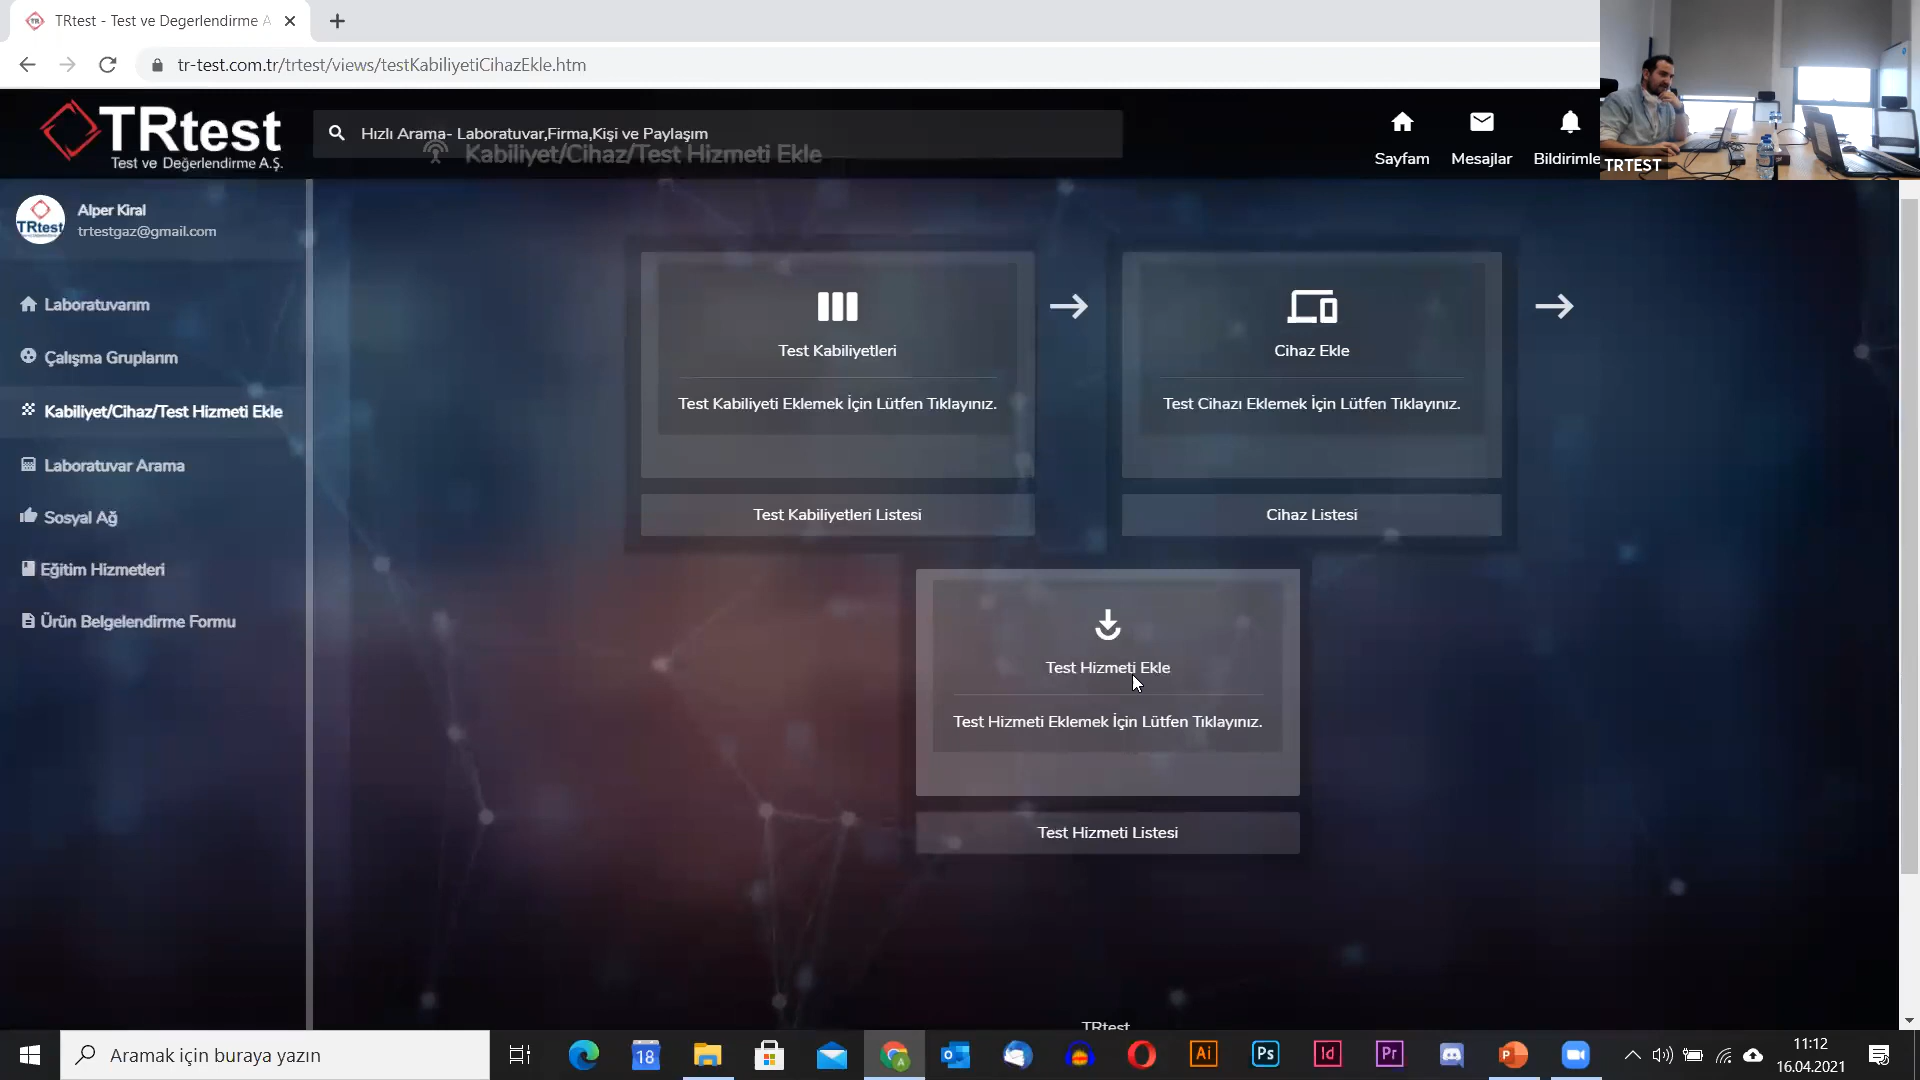 TRtest - Test ve Degerlendirme A
tr-test.com.tr/trtest/views/testKabiliyetiCihazEkle.htm
TRtest
Test ve Değerlendirme A.Ş.
Hızlı Arama- Laboratuvar,Firma,Kişi ve Paylaşım
Kabiliyet/Cihaz/Test Hizmeti Ekle
Sayfam
Mesajlar
Bildirimle
TRTEST
TRtest
Alper Kiral
trtestgaz@gmail.com
Laboratuvarım
Çalışma Gruplarım
Kabiliyet/Cihaz/Test Hizmeti Ekle
Laboratuvar Arama
Sosyal Ağ
Eğitim Hizmetleri
Ürün Belgelendirme Formu
Test Kabiliyetleri
Test Kabiliyeti Eklemek İçin Lütfen Tıklayınız.
Test Kabiliyetleri Listesi
Cihaz Ekle
Test Cihazı Eklemek İçin Lütfen Tıklayınız.
Cihaz Listesi
Test Hizmeti Ekle
Test Hizmeti Eklemek İçin Lütfen Tıklayınız.
Test Hizmeti Listesi
TRtest
Aramak için buraya yazın
18
A
Ai
Ps
Id
Pr
P
11:12
16.04.2021